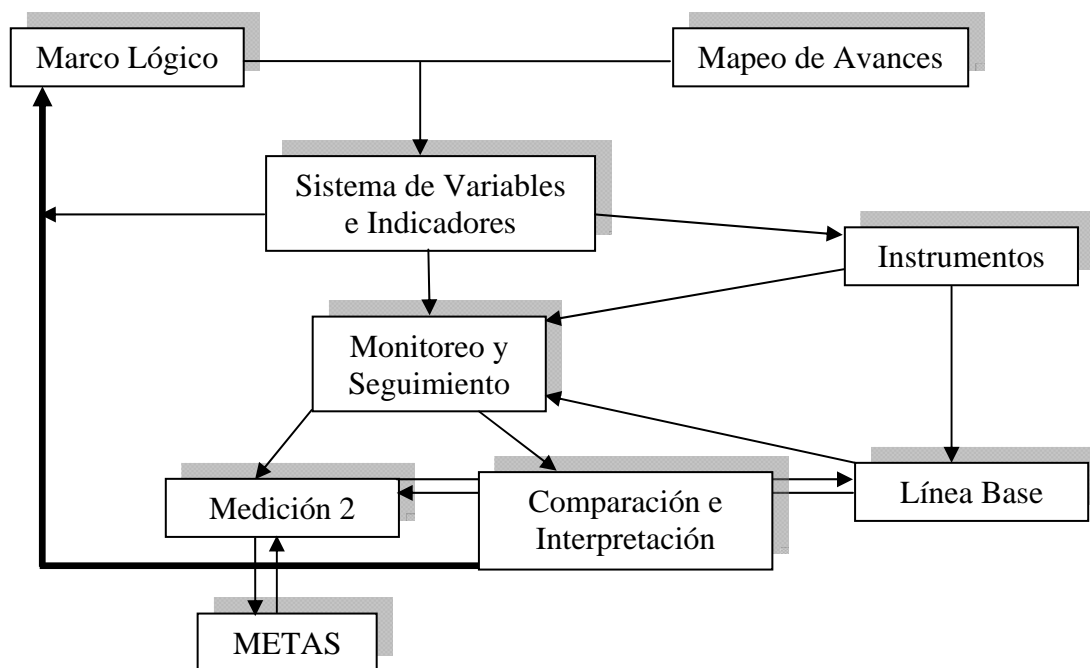 Marco Lógico
Mapeo de Avances
Sistema de Variables
e Indicadores
Instrumentos
Monitoreo y
Seguimiento
Medición 2
Comparación e
Interpretación
Línea Base
METAS